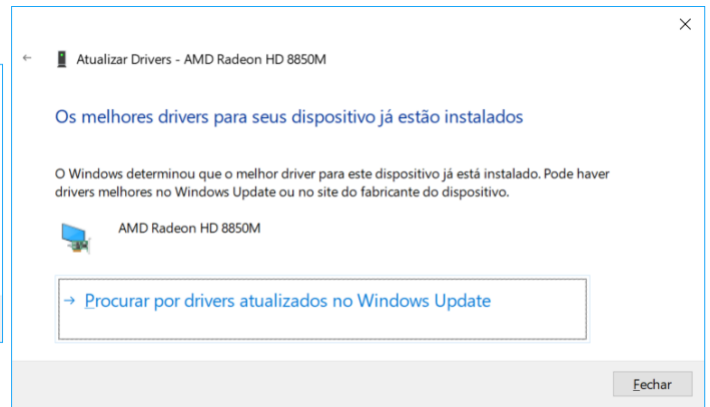 Atualizar Drivers - AMD Radeon HD 8850M
Os melhores drivers para seus dispositivo já estão instalados
O Windows determinou que o melhor driver para este dispositivo já está instalado. Pode haver
drivers melhores no Windows Update ou no site do fabricante do dispositivo.
AMD Radeon HD 8850M
Procurar por drivers atualizados no Windows Update
Fechar